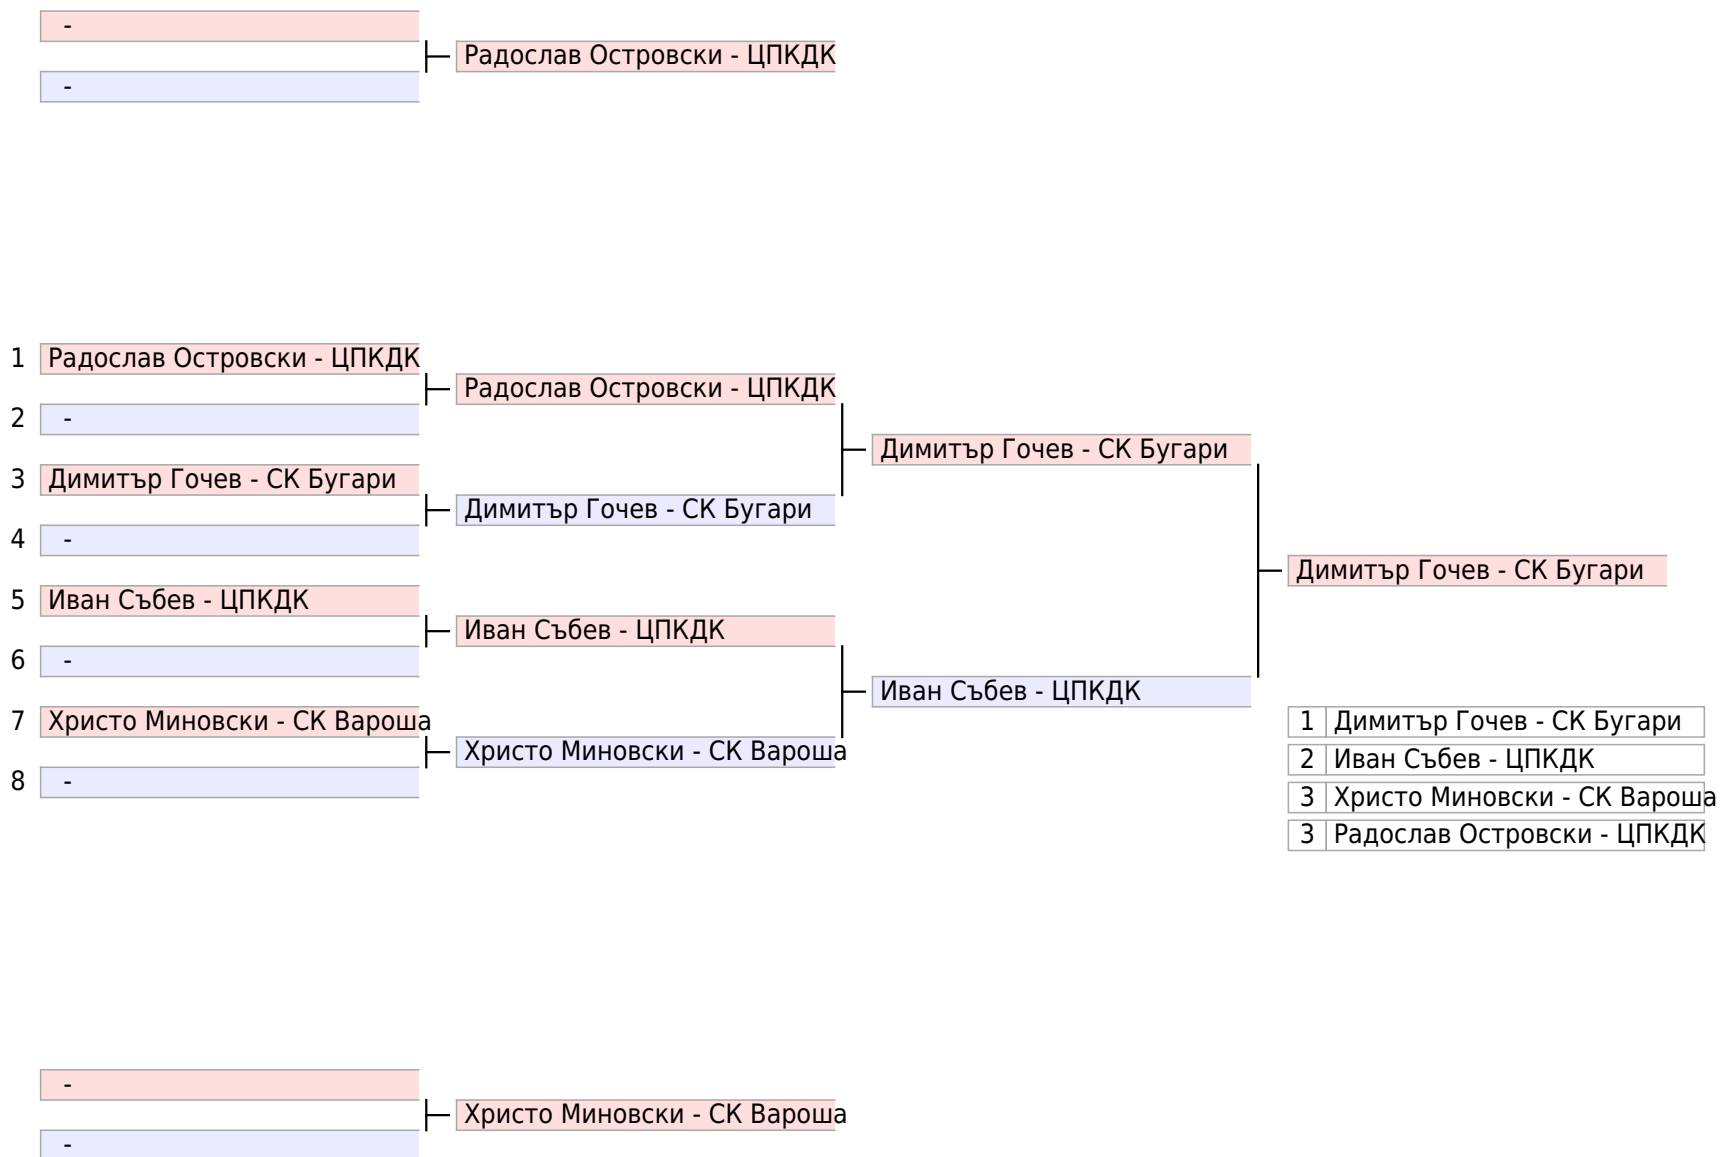 -
Радослав Островски - ЦПКДК
-
1 Радослав Островски - ЦПКДК
Радослав Островски - ЦПКДК
2 -
Димитър Гочев - СК Бугари
3 Димитър Гочев - СК Бугари
Димитър Гочев - СК Бугари
4 -
Димитър Гочев - СК Бугари
5 Иван Събев - ЦПКДК
Иван Събев - ЦПКДК
6 -
Иван Събев - ЦПКДК
7 Христо Миновски - СК Вароша
Христо Миновски - СК Вароша
8 -
1 Димитър Гочев - СК Бугари
2 Иван Събев - ЦПКДК
3 Христо Миновски - СК Вароша
3 Радослав Островски - ЦПКДК
-
Христо Миновски - СК Вароша
-